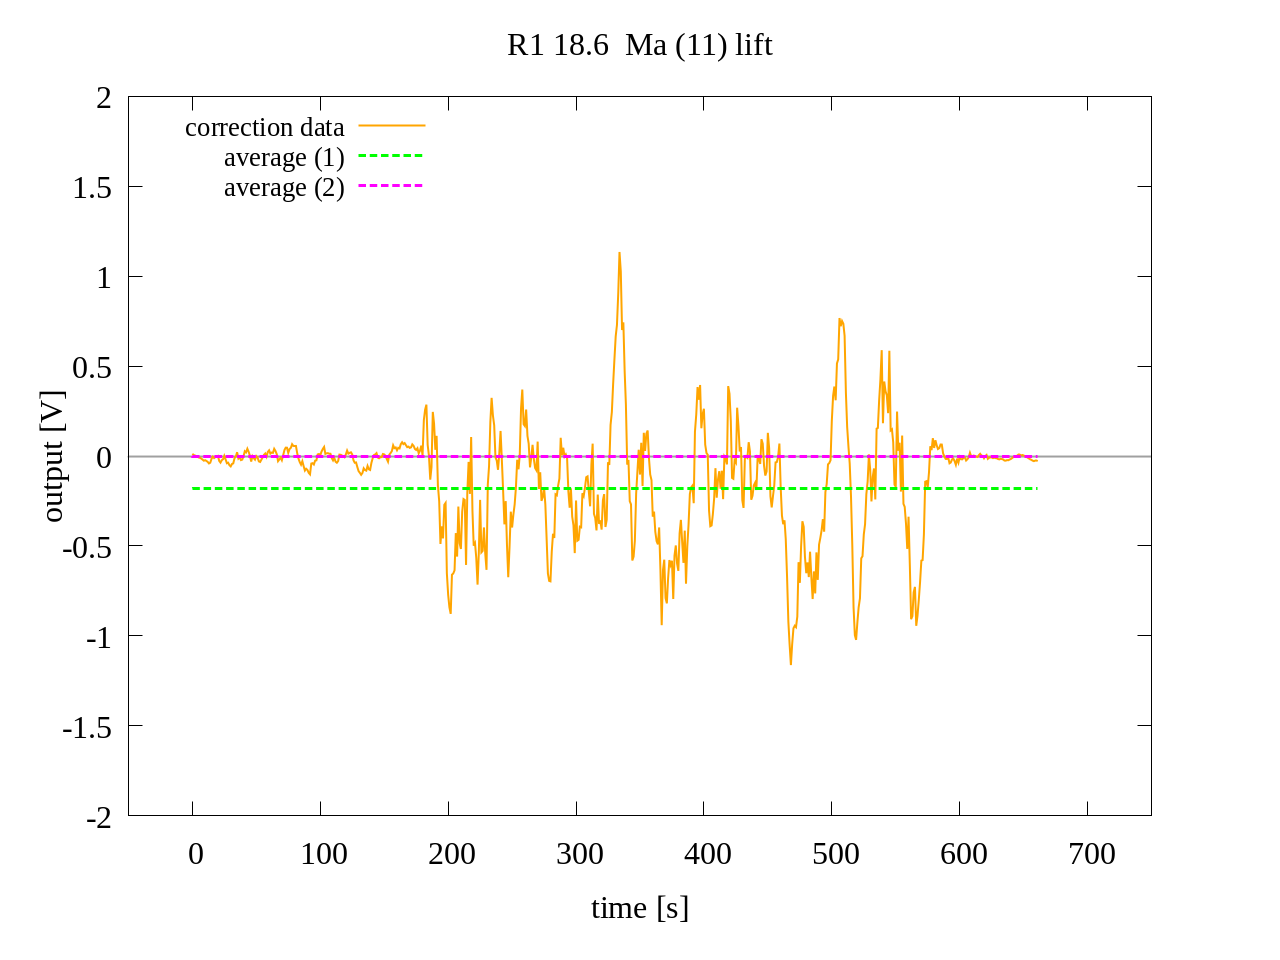 R1 18.6  Ma (11) lift
correction data
average (1)
average (2)
2
1.5
1
0.5
0
-0.5
-1
-1.5
-2
output [V]
0 100 200 300 400 500 600 700
time [s]